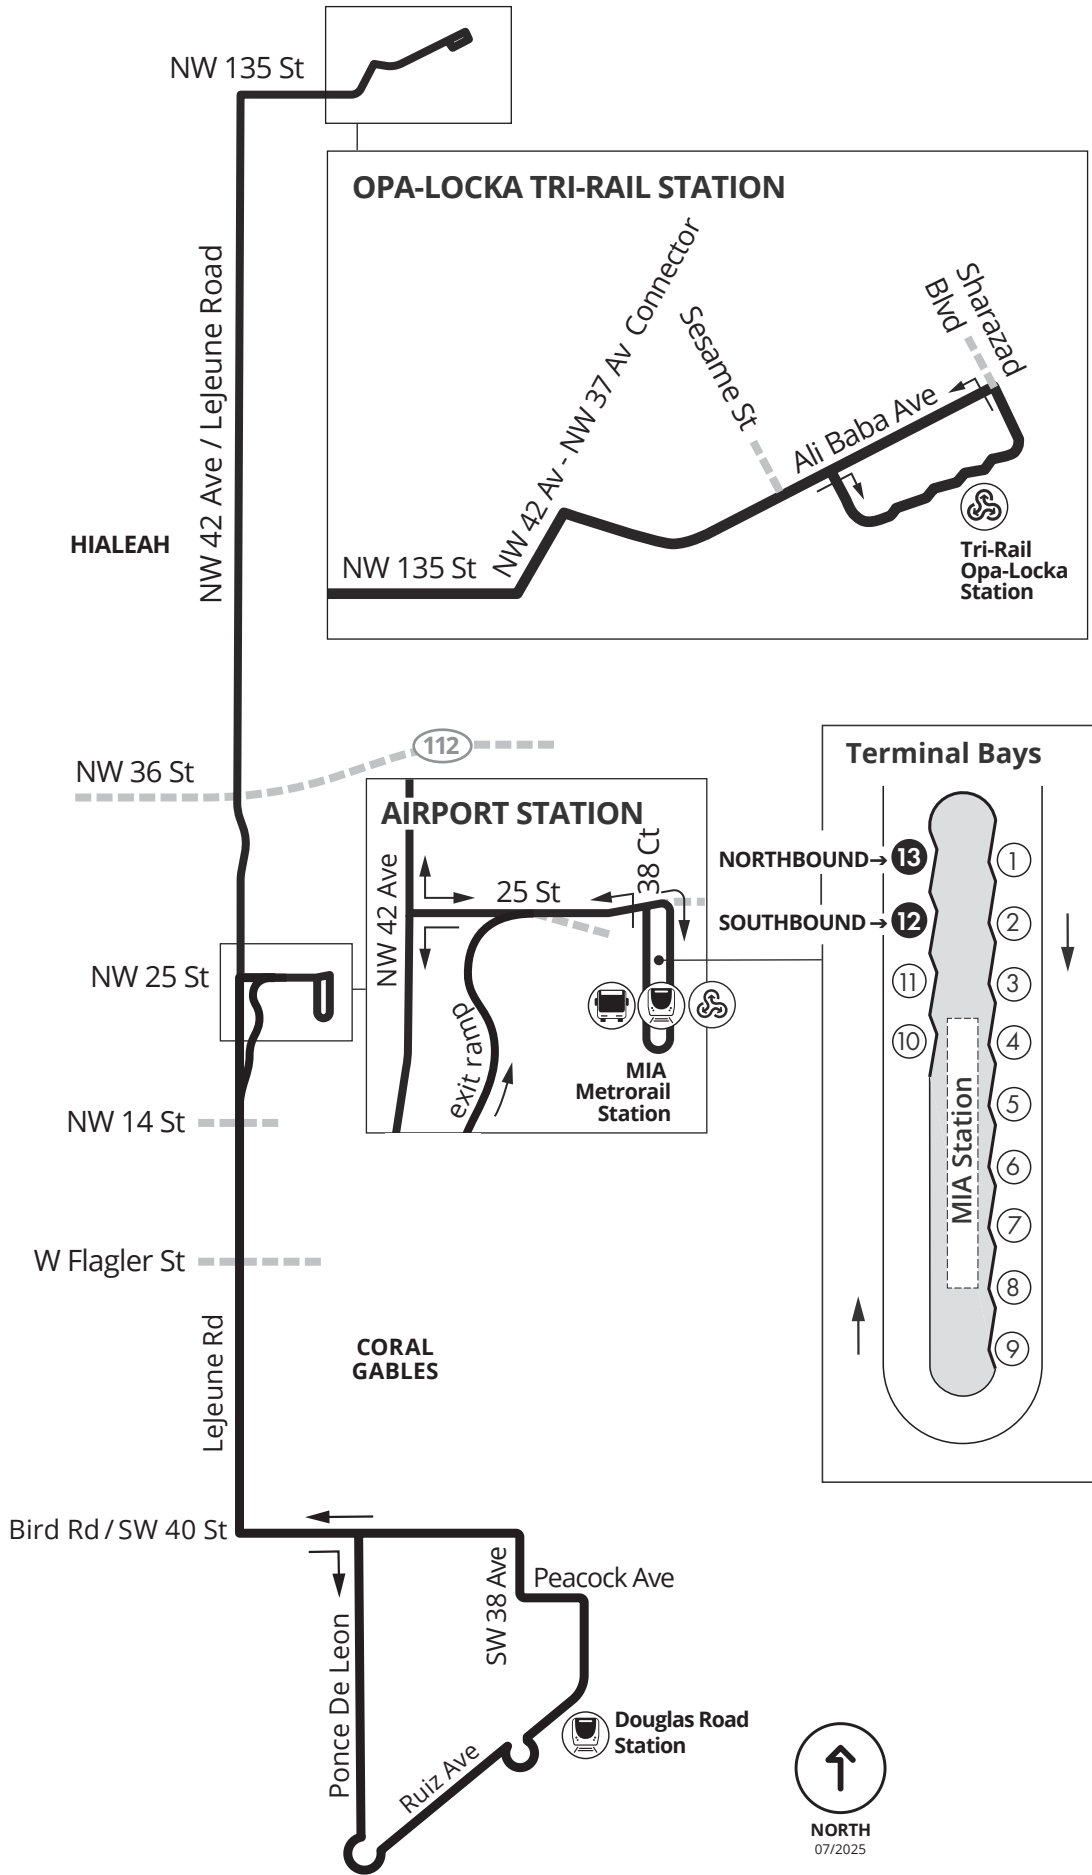 NW 135 St
OPA-LOCKA TRI-RAIL STATION
NW 42 Ave / LeJeune Road
NW 42 Av - NW 37 Av Connector
Sesame St
Sharazad
Blvd
Ali Baba Ave
HIALEAH
NW 135 St
Tri-Rail
Opa-Locka
Station
112
NW 36 St
AIRPORT STATION
NW 42 Ave
25 St
38 Ct
exit ramp
MIA
Metrorail
Station
Terminal Bays
NORTHBOUND→ 13
SOUTHBOUND→ 12
11
10
1
2
3
4
5
6
7
8
9
MIA Station
NW 25 St
NW 14 St
W Flagler St
LeJeune Rd
CORAL
GABLES
Bird Rd / SW 40 St
SW 38 Ave
Peacock Ave
Ponce De Leon
Ruiz Ave
Douglas Road
Station
NORTH
07/2025